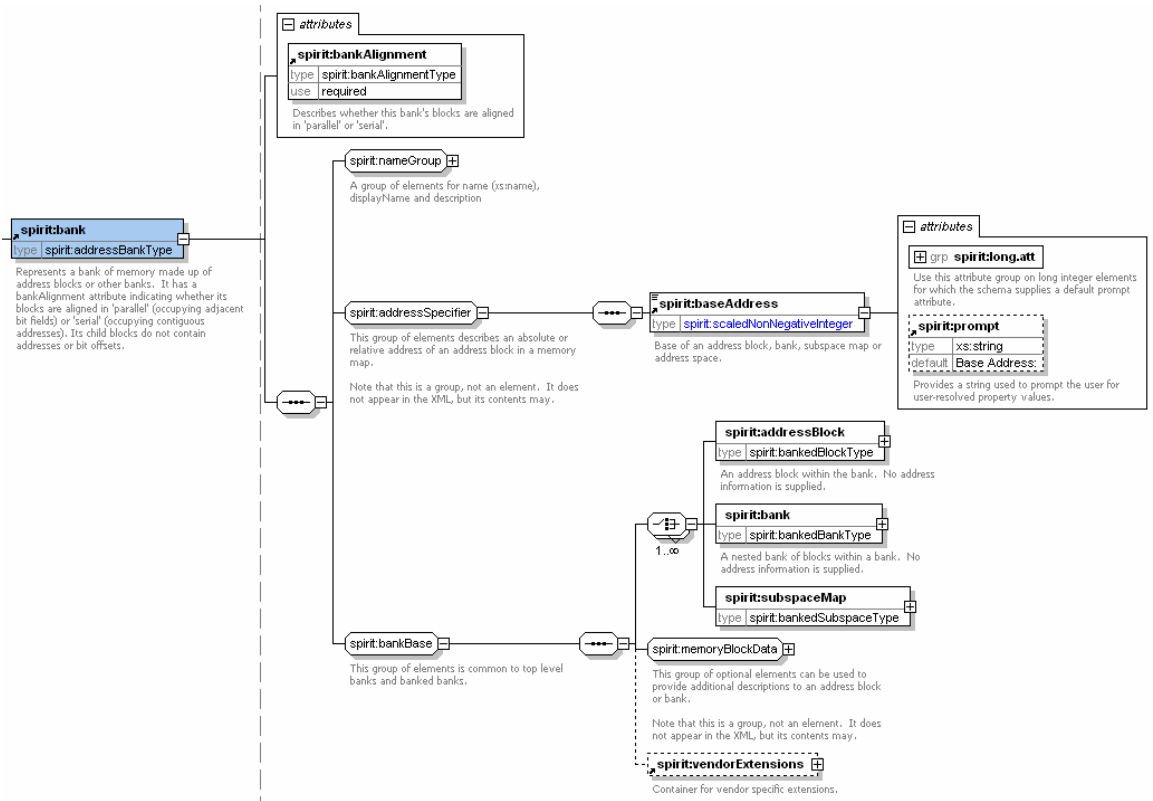 attributes
spirit:bankAlignment
type spirit:bankAlignmentType
use required
Describes whether this bank's blocks are aligned
in 'parallel' or 'serial'.
spirit:nameGroup
A group of elements for name (xs:name),
displayName and description
spirit:bank
type spirit:addressBankType
Represents a bank of memory made up of
address blocks or other banks. It has a
bankAlignment attribute indicating whether its
blocks are aligned in 'parallel' (occupying adjacent
bit fields) or 'serial' (occupying contiguous
addresses). Its child blocks do not contain
addresses or bit offsets.
spirit:addressSpecifier
This group of elements describes an absolute or
relative address of an address block in a memory
map.
Note that this is a group, not an element. It does
not appear in the XML, but its contents may.
spirit:baseAddress
type spirit:scaledNonNegativeInteger
Base of an address block, bank, subspace map or
address space.
attributes
grp spirit:long.att
Use this attribute group on long integer elements
for which the schema supplies a default prompt
attribute.
spirit:prompt
type xs:string
default Base Address:
Provides a string used to prompt the user for
user-resolved property values.
spirit:bankBase
This group of elements is common to top level
banks and banked banks.
1..∞
spirit:addressBlock
type spirit:bankedBlockType
An address block within the bank. No address
information is supplied.
spirit:bank
type spirit:bankedBankType
A nested bank of blocks within a bank. No
address information is supplied.
spirit:subspaceMap
type spirit:bankedSubspaceType
spirit:memoryBlockData
This group of optional elements can be used to
provide additional descriptions to an address block
or bank.
Note that this is a group, not an element. It does
not appear in the XML, but its contents may.
spirit:vendorExtensions
Container for vendor specific extensions.